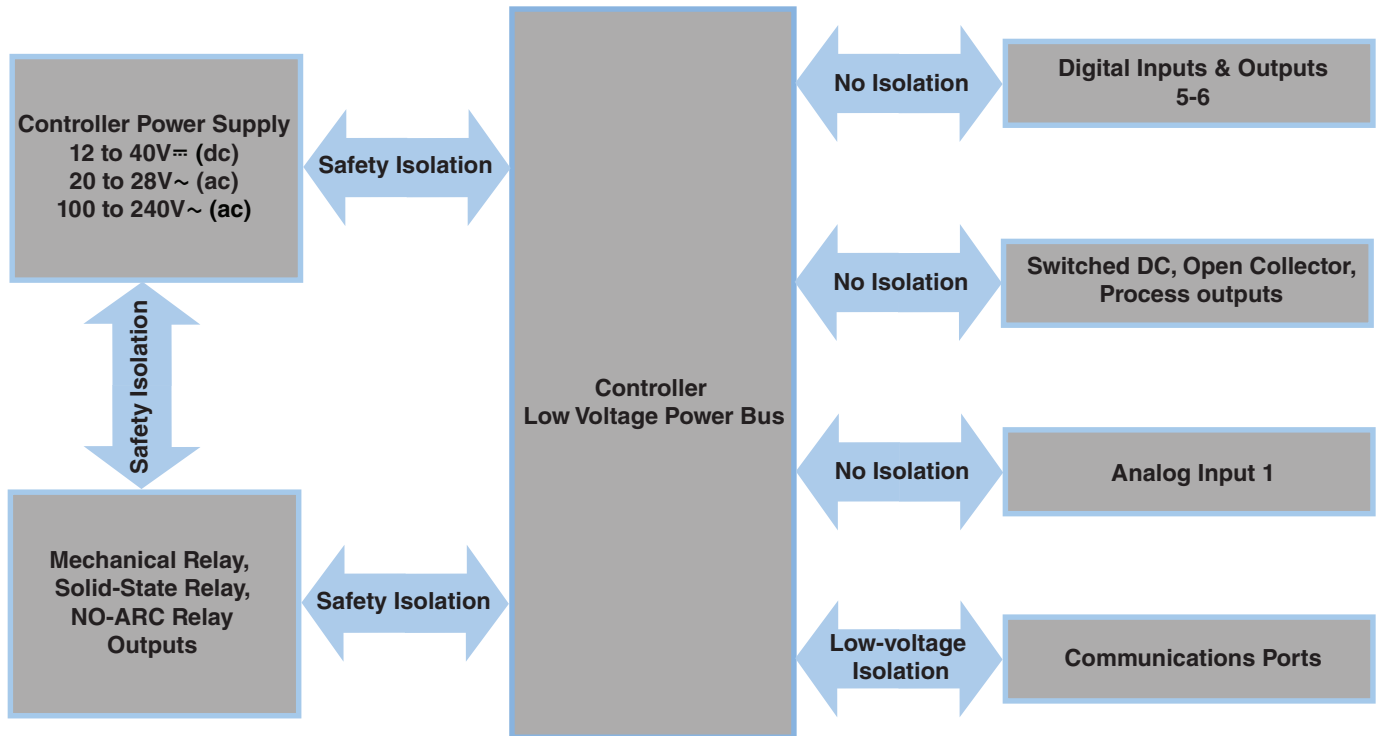 Controller Power Supply
12 to 40V⎓ (dc)
20 to 28V~ (ac)
100 to 240V~ (ac)
Safety Isolation
Safety Isolation
Mechanical Relay,
Solid-State Relay,
NO-ARC Relay
Outputs
Safety Isolation
Controller
Low Voltage Power Bus
No Isolation
Digital Inputs & Outputs
5-6
No Isolation
Switched DC, Open Collector,
Process outputs
No Isolation
Analog Input 1
Low-voltage
Isolation
Communications Ports